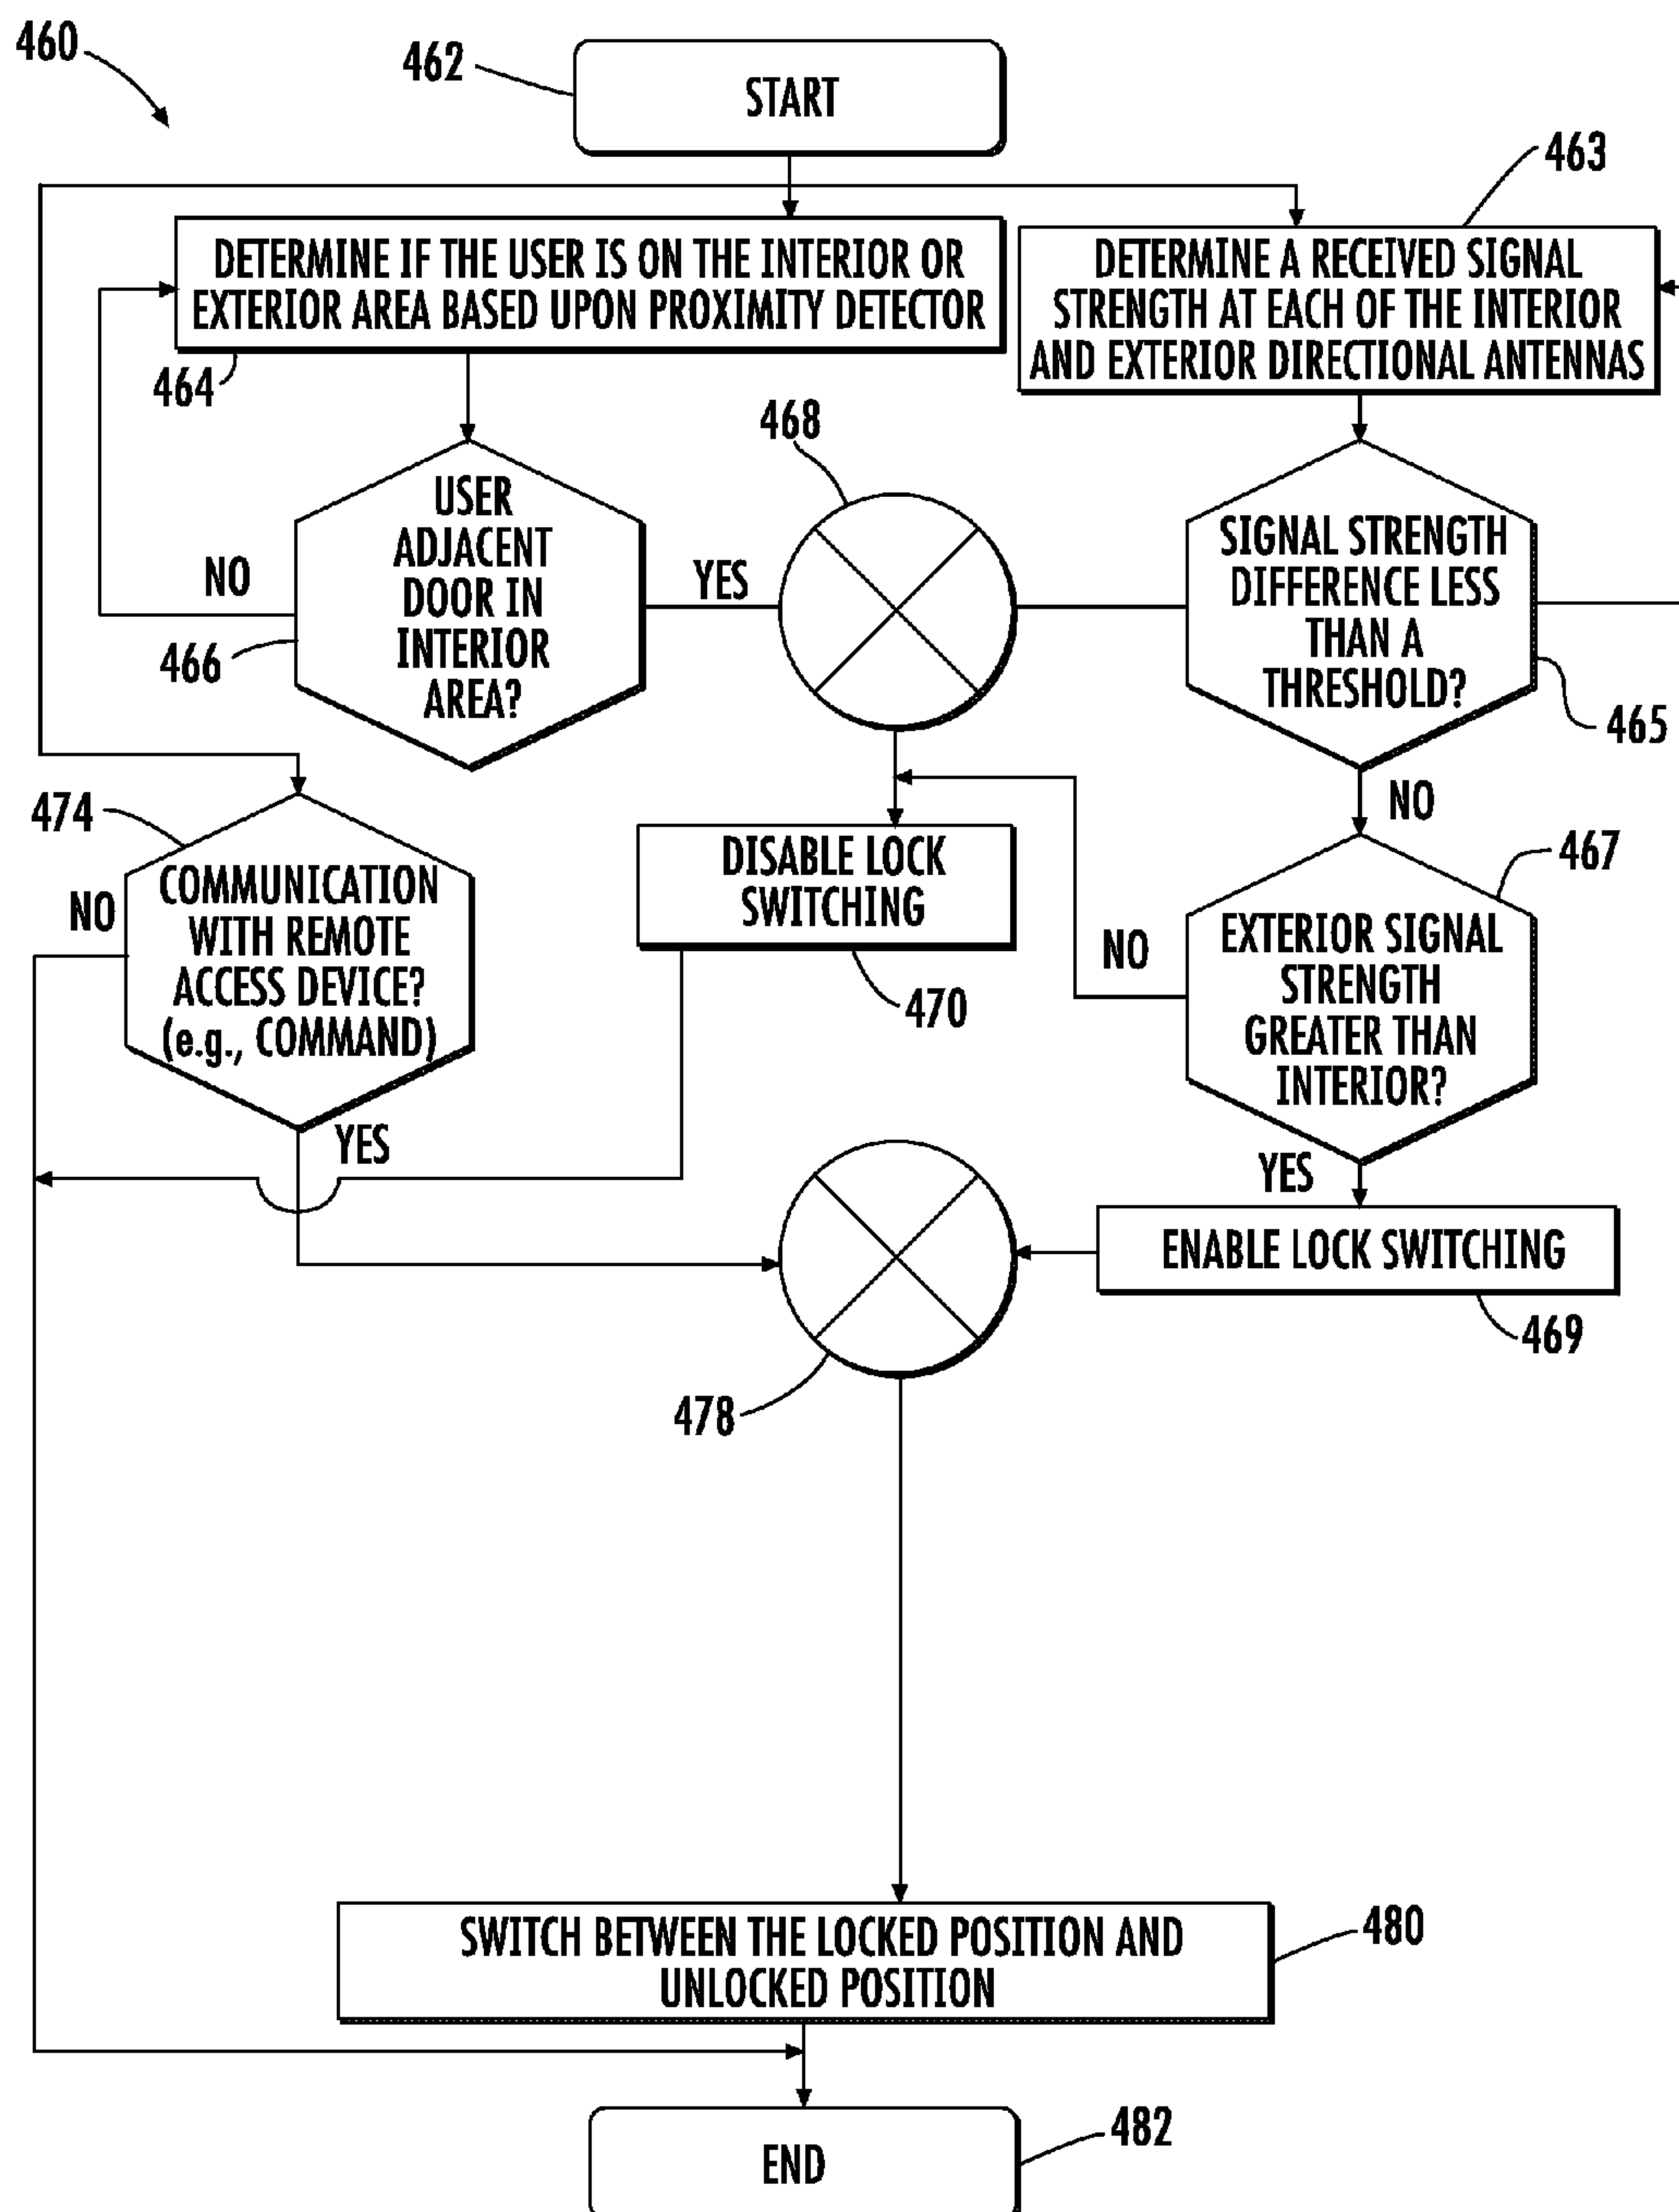 460
462
START
463
DETERMINE IF THE USER IS ON THE INTERIOR OR
EXTERIOR AREA BASED UPON PROXIMITY DETECTOR
464
DETERMINE A RECEIVED SIGNAL
STRENGTH AT EACH OF THE INTERIOR
AND EXTERIOR DIRECTIONAL ANTENNAS
468
USER
ADJACENT
DOOR IN
INTERIOR
AREA?
NO
466
YES
SIGNAL STRENGTH
DIFFERENCE LESS
THAN A
THRESHOLD?
465
NO
474
COMMUNICATION
WITH REMOTE
ACCESS DEVICE?
(e.g., COMMAND)
NO
YES
DISABLE LOCK
SWITCHING
470
467
EXTERIOR SIGNAL
STRENGTH
GREATER THAN
INTERIOR?
NO
YES
ENABLE LOCK SWITCHING
469
478
SWITCH BETWEEN THE LOCKED POSITION AND
UNLOCKED POSITION
480
END
482